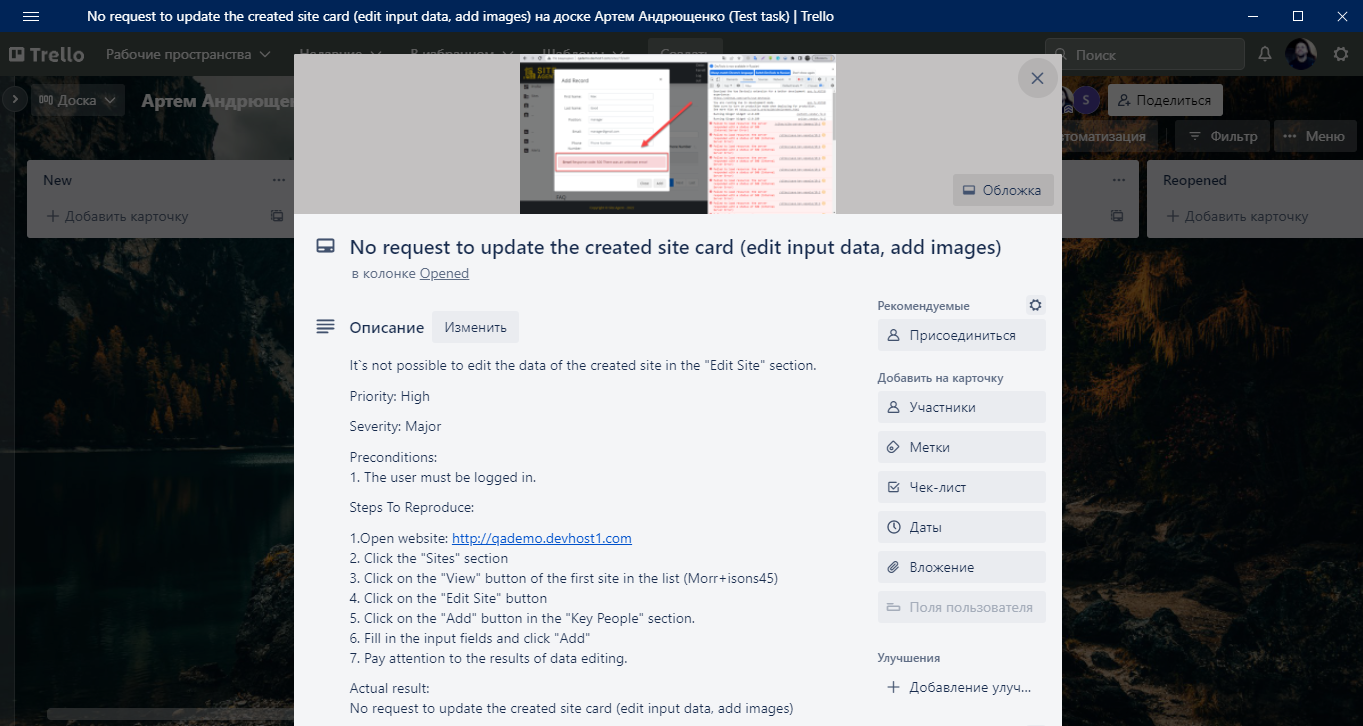 No request to update the created site card (edit input data, add images) на доске Артем Андрющенко (Test task) | Trello
Trello
Рабочие пространства
Недавние
В избранном
Шаблоны
Создать
Поиск
Доска
Артем Андрющен
S
Поделиться
томатизация
Фильтр
Меню
Add Record
Обложка
New
Добавить карточку
Reopened
Добавить карточку
No request to update the created site card (edit input data, add images)
в колонке Opened
Описание
Изменить
It`s not possible to edit the data of the created site in the "Edit Site" section.
Priority: High
Severity: Major
Preconditions:
1. The user must be logged in.
Steps To Reproduce:
1.Open website: http://qademo.devhost1.com
2. Click the "Sites" section
3. Click on the "View" button of the first site in the list (Morr+isons45)
4. Click on the "Edit Site" button
5. Click on the "Add" button in the "Key People" section.
6. Fill in the input fields and click "Add"
7. Pay attention to the results of data editing.
Actual result:
No request to update the created site card (edit input data, add images)
Рекомендуемые
Присоединиться
Добавить на карточку
Участники
Метки
Чек-лист
Даты
Вложение
Поля пользователя
Улучшения
Добавление улуч...